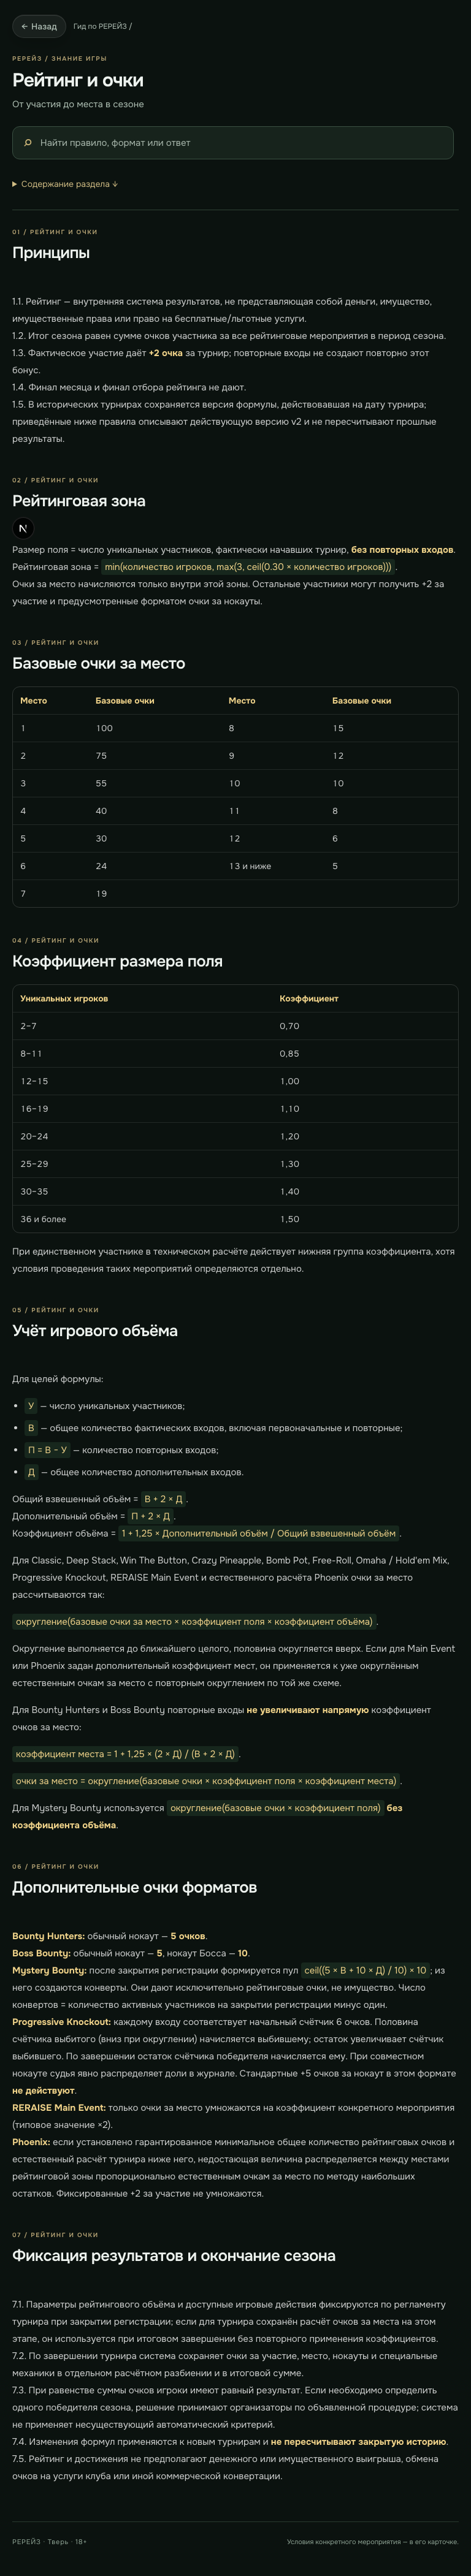 ← Назад Гид по РЕРЕЙЗ /
РЕРЕЙЗ / ЗНАНИЕ ИГРЫ
Рейтинг и очки
От участия до места в сезоне
Найти правило, формат или ответ
▶ Содержание раздела ↓
01 / РЕЙТИНГ И ОЧКИ
Принципы
1.1. Рейтинг — внутренняя система результатов, не представляющая собой деньги, имущество,
имущественные права или право на бесплатные/льготные услуги.
1.2. Итог сезона равен сумме очков участника за все рейтинговые мероприятия в период сезона.
1.3. Фактическое участие даёт +2 очка за турнир; повторные входы не создают повторно этот
бонус.
1.4. Финал месяца и финал отбора рейтинга не дают.
1.5. В исторических турнирах сохраняется версия формулы, действовавшая на дату турнира;
приведённые ниже правила описывают действующую версию v2 и не пересчитывают прошлые
результаты.
02 / РЕЙТИНГ И ОЧКИ
Рейтинговая зона
N
Размер поля = число уникальных участников, фактически начавших турнир, без повторных входов.
Рейтинговая зона = min(количество игроков, max(3, ceil(0.30 × количество игроков))).
Очки за место начисляются только внутри этой зоны. Остальные участники могут получить +2 за
участие и предусмотренные форматом очки за нокауты.
03 / РЕЙТИНГ И ОЧКИ
Базовые очки за место
Место Базовые очки Место Базовые очки
1 100 8 15
2 75 9 12
3 55 10 10
4 40 11 8
5 30 12 6
6 24 13 и ниже 5
7 19
04 / РЕЙТИНГ И ОЧКИ
Коэффициент размера поля
Уникальных игроков Коэффициент
2–7 0,70
8–11 0,85
12–15 1,00
16–19 1,10
20–24 1,20
25–29 1,30
30–35 1,40
36 и более 1,50
При единственном участнике в техническом расчёте действует нижняя группа коэффициента, хотя
условия проведения таких мероприятий определяются отдельно.
05 / РЕЙТИНГ И ОЧКИ
Учёт игрового объёма
Для целей формулы:
• У — число уникальных участников;
• В — общее количество фактических входов, включая первоначальные и повторные;
• П = В − У — количество повторных входов;
• Д — общее количество дополнительных входов.
Общий взвешенный объём = В + 2 × Д.
Дополнительный объём = П + 2 × Д.
Коэффициент объёма = 1 + 1,25 × Дополнительный объём / Общий взвешенный объём.
Для Classic, Deep Stack, Win The Button, Crazy Pineapple, Bomb Pot, Free-Roll, Omaha / Hold'em Mix,
Progressive Knockout, RERAISE Main Event и естественного расчёта Phoenix очки за место
рассчитываются так:
округление(базовые очки за место × коэффициент поля × коэффициент объёма).
Округление выполняется до ближайшего целого, половина округляется вверх. Если для Main Event
или Phoenix задан дополнительный коэффициент мест, он применяется к уже округлённым
естественным очкам за место с повторным округлением по той же схеме.
Для Bounty Hunters и Boss Bounty повторные входы не увеличивают напрямую коэффициент
очков за место:
коэффициент места = 1 + 1,25 × (2 × Д) / (В + 2 × Д).
очки за место = округление(базовые очки × коэффициент поля × коэффициент места).
Для Mystery Bounty используется округление(базовые очки × коэффициент поля) без
коэффициента объёма.
06 / РЕЙТИНГ И ОЧКИ
Дополнительные очки форматов
Bounty Hunters: обычный нокаут — 5 очков.
Boss Bounty: обычный нокаут — 5, нокаут Босса — 10.
Mystery Bounty: после закрытия регистрации формируется пул ceil((5 × В + 10 × Д) / 10) × 10; из
него создаются конверты. Они дают исключительно рейтинговые очки, не имущество. Число
конвертов = количество активных участников на закрытии регистрации минус один.
Progressive Knockout: каждому входу соответствует начальный счётчик 6 очков. Половина
счётчика выбитого (вниз при округлении) начисляется выбившему; остаток увеличивает счётчик
выбившего. По завершении остаток счётчика победителя начисляется ему. При совместном
нокауте судья явно распределяет доли в журнале. Стандартные +5 очков за нокаут в этом формате
не действуют.
RERAISE Main Event: только очки за место умножаются на коэффициент конкретного мероприятия
(типовое значение ×2).
Phoenix: если установлено гарантированное минимальное общее количество рейтинговых очков и
естественный расчёт турнира ниже него, недостающая величина распределяется между местами
рейтинговой зоны пропорционально естественным очкам за место по методу наибольших
остатков. Фиксированные +2 за участие не умножаются.
07 / РЕЙТИНГ И ОЧКИ
Фиксация результатов и окончание сезона
7.1. Параметры рейтингового объёма и доступные игровые действия фиксируются по регламенту
турнира при закрытии регистрации; если для турнира сохранён расчёт очков за места на этом
этапе, он используется при итоговом завершении без повторного применения коэффициентов.
7.2. По завершении турнира система сохраняет очки за участие, место, нокауты и специальные
механики в отдельном расчётном разбиении и в итоговой сумме.
7.3. При равенстве суммы очков игроки имеют равный результат. Если необходимо определить
одного победителя сезона, решение принимают организаторы по объявленной процедуре; система
не применяет несуществующий автоматический критерий.
7.4. Изменения формул применяются к новым турнирам и не пересчитывают закрытую историю.
7.5. Рейтинг и достижения не предполагают денежного или имущественного выигрыша, обмена
очков на услуги клуба или иной коммерческой конвертации.
РЕРЕЙЗ · Тверь · 18+ Условия конкретного мероприятия — в его карточке.